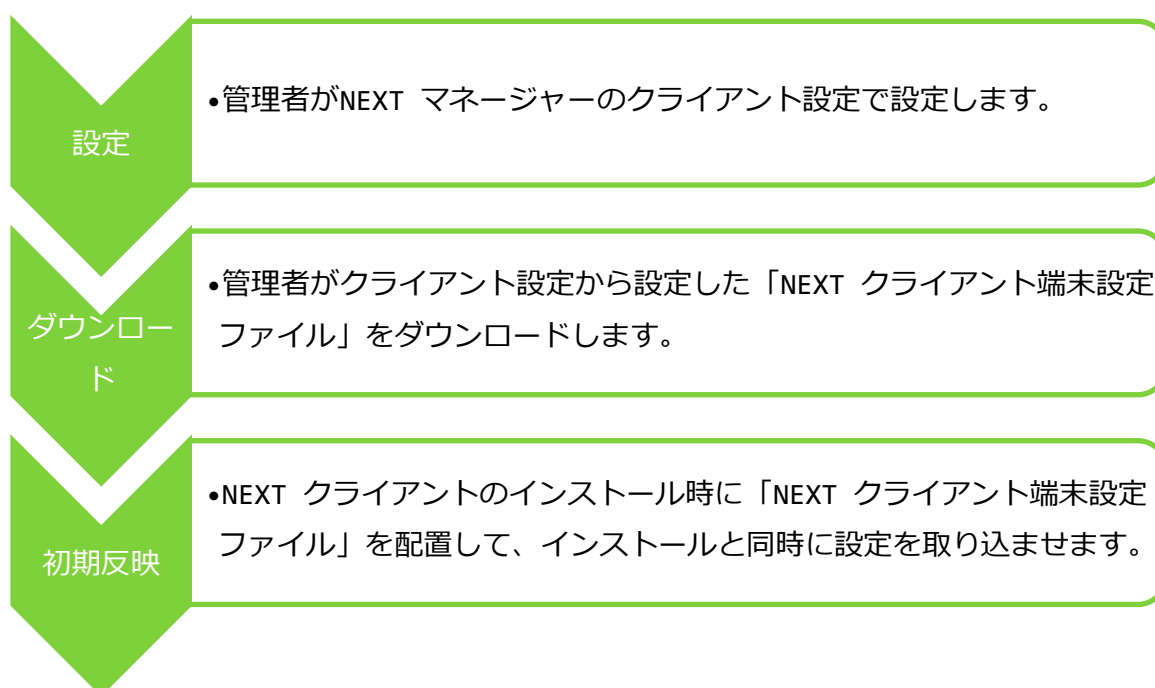 設定
•管理者がNEXT マネージャーのクライアント設定で設定します。
ダウンロー
ド
•管理者がクライアント設定から設定した「NEXT クライアント端末設定
ファイル」をダウンロードします。
初期反映
•NEXT クライアントのインストール時に「NEXT クライアント端末設定
ファイル」を配置して、インストールと同時に設定を取り込ませます。